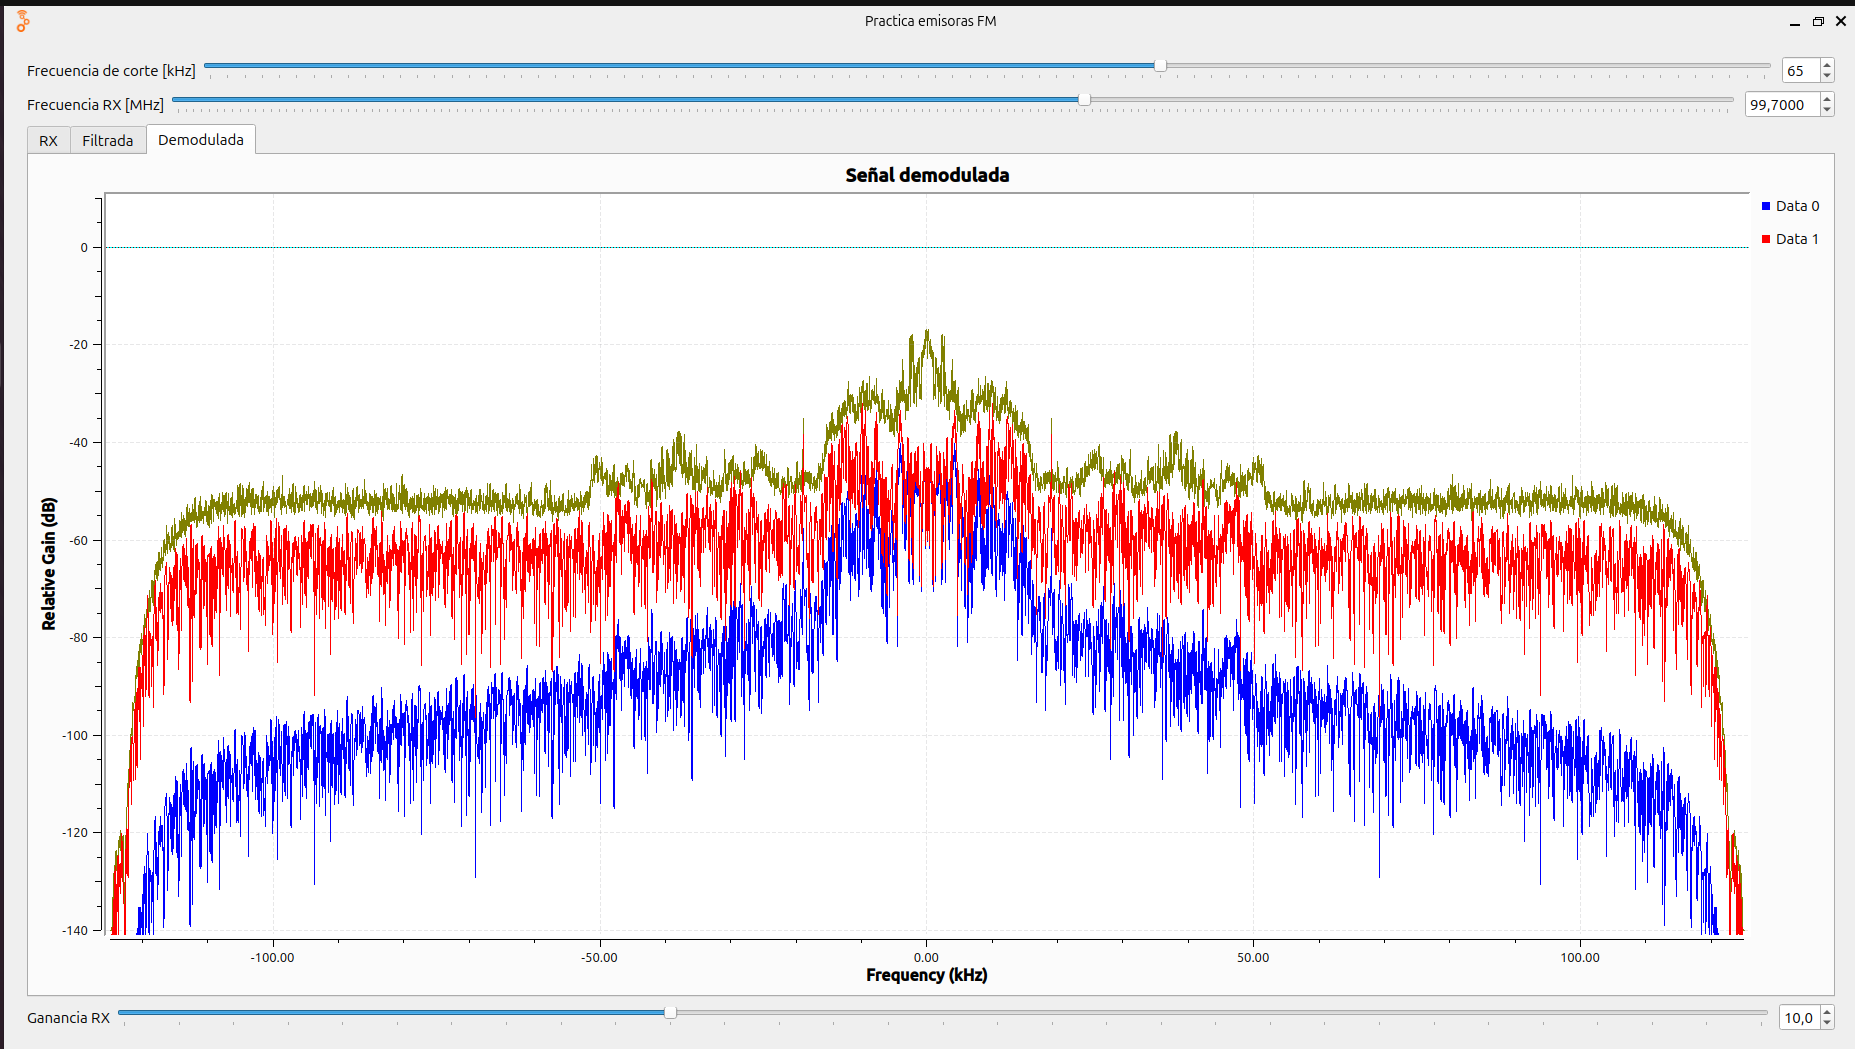 Practica emisoras FM
Frecuencia de corte [kHz]
65
Frecuencia RX [MHz]
99,7000
RX
Filtrada
Demodulada
Señal demodulada
Data 0
Data 1
Relative Gain (dB)
0
-20
-40
-60
-80
-100
-120
-140
-100.00
-50.00
0.00
50.00
100.00
Frequency (kHz)
Ganancia RX
10,0